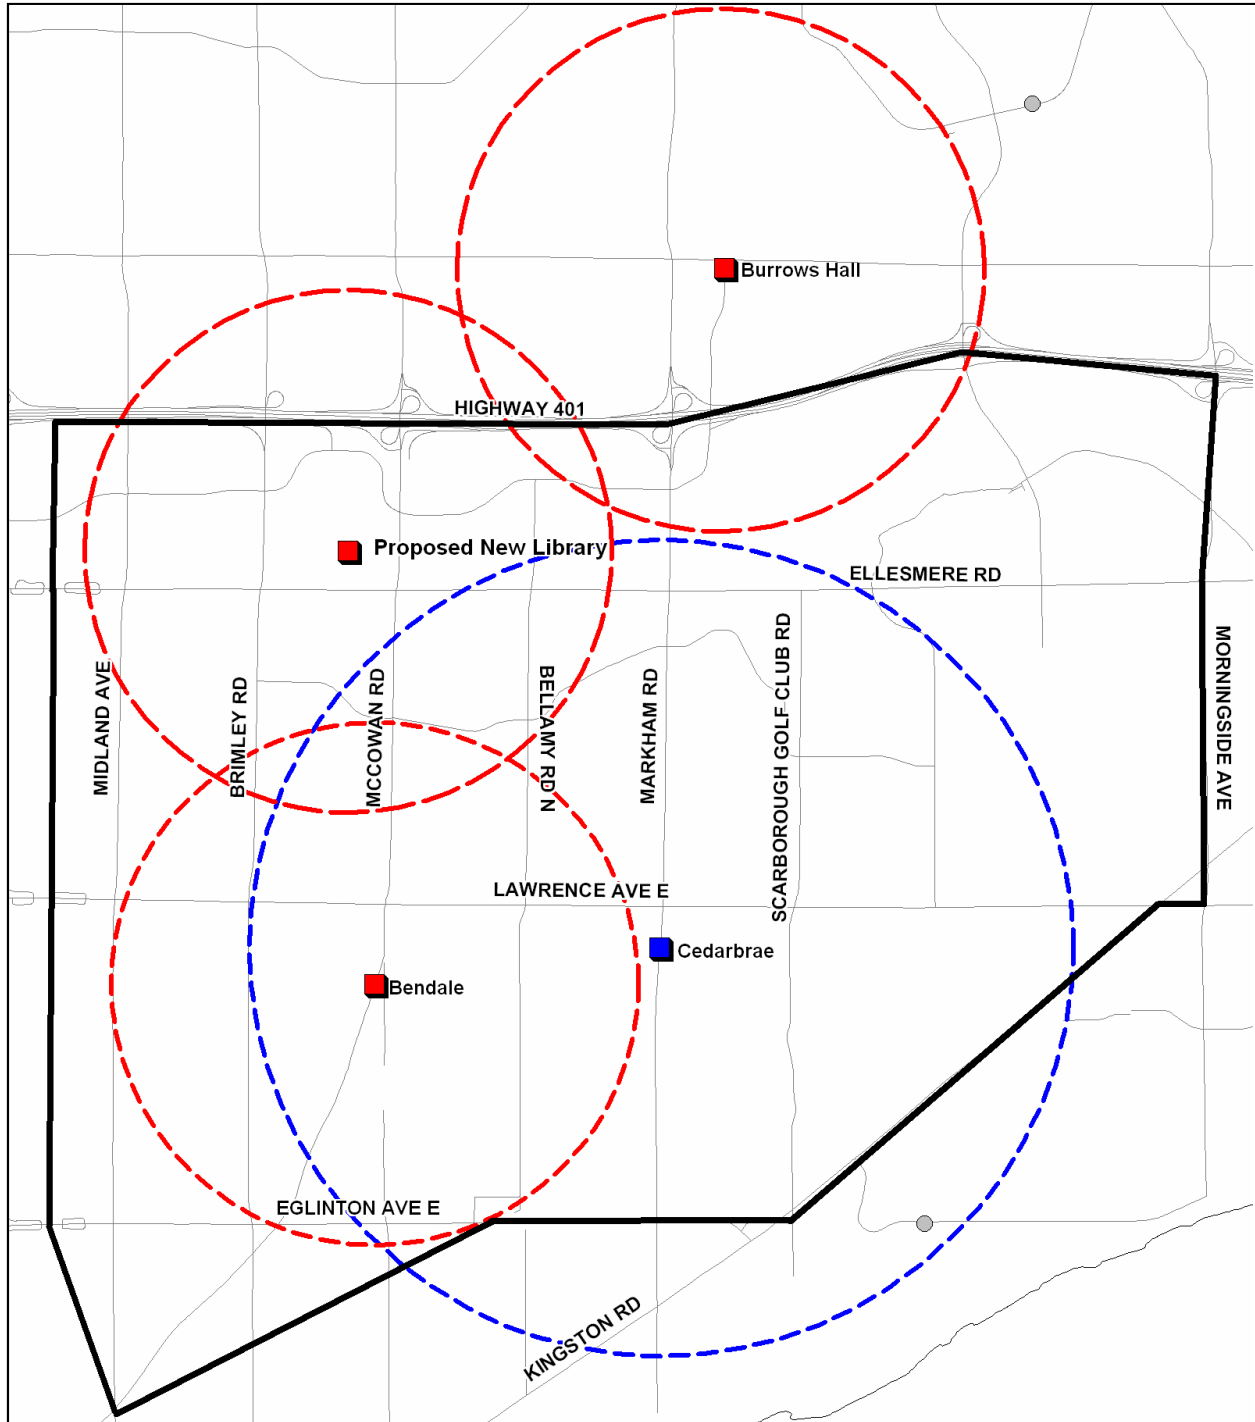 Burrows Hall
HIGHWAY 401
Proposed New Library
ELLESMERE RD
MIDLAND AVE
BRIMLEY RD
MCCOWAN RD
BELLAMY RD N
MARKHAM RD
SCARBOROUGH GOLF CLUB RD
MORNINGSIDE AVE
LAWRENCE AVE E
Cedarbrae
Bendale
EGLINTON AVE E
KINGSTON RD